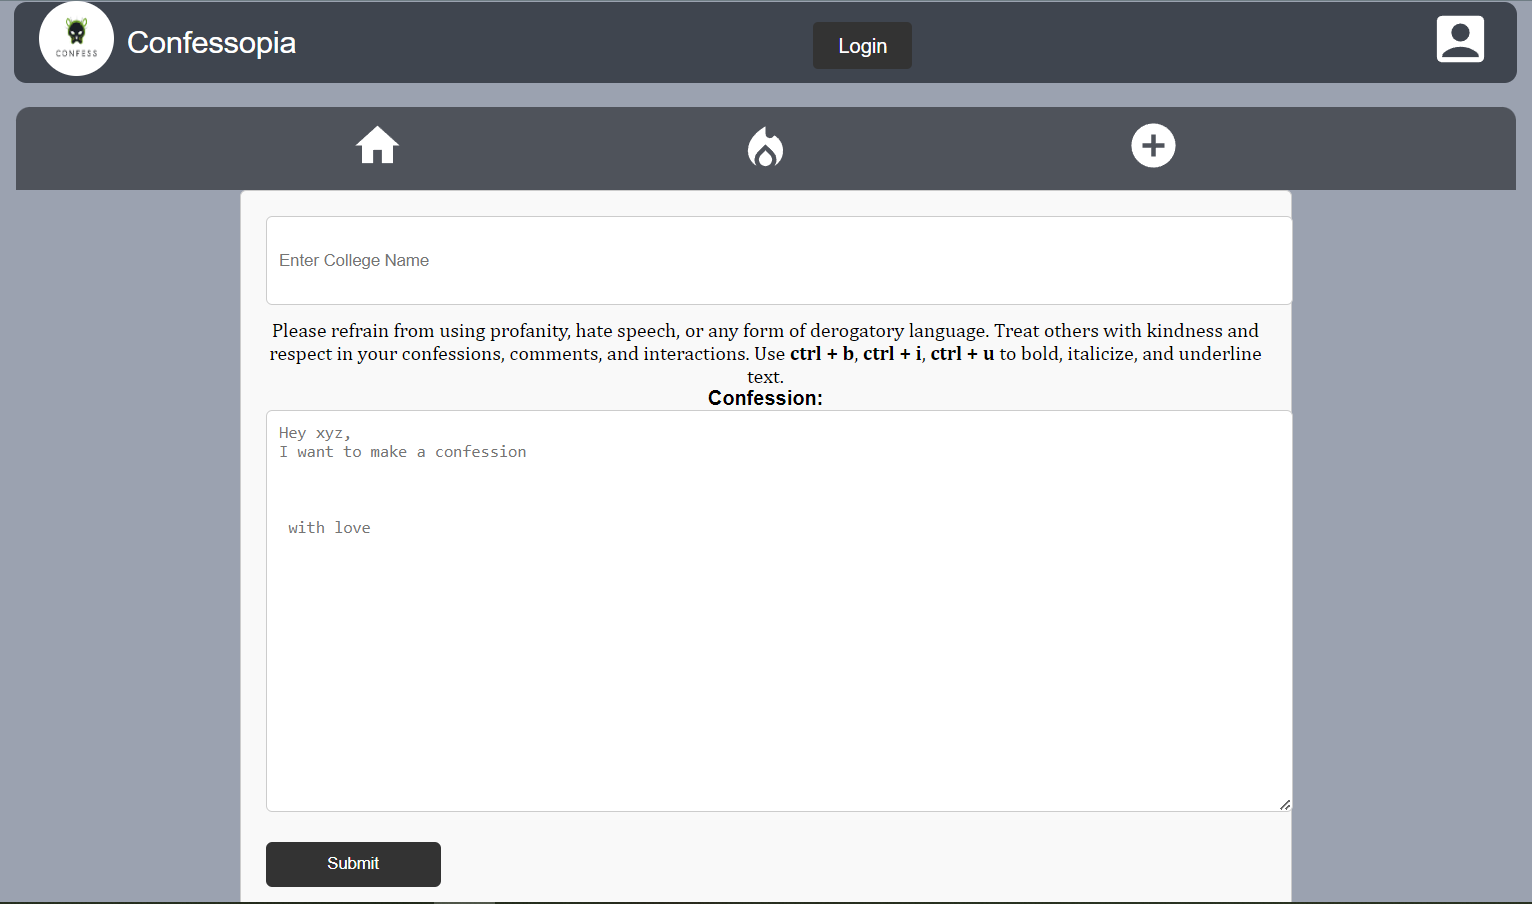 CONFESS
Confessopia
Login
Enter College Name
Please refrain from using profanity, hate speech, or any form of derogatory language. Treat others with kindness and
respect in your confessions, comments, and interactions. Use ctrl + b, ctrl + i, ctrl + u to bold, italicize, and underline
text.
Confession:
Hey xyz,
I want to make a confession
with love
Submit